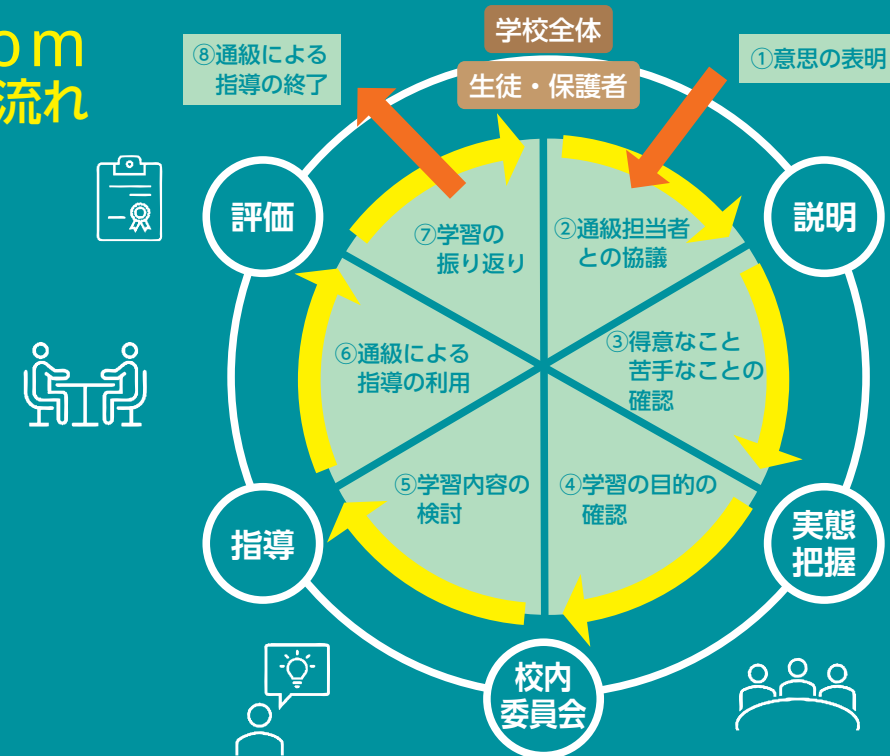 om
流れ
学校全体
生徒・保護者
①意思の表明
②通級担当者
との協議
③得意なこと
苦手なことの
確認
④学習の目的の
確認
⑤学習内容の
検討
⑥通級による
指導の利用
⑦学習の
振り返り
⑧通級による
指導の終了
説明
実態
把握
校内
委員会
指導
評価